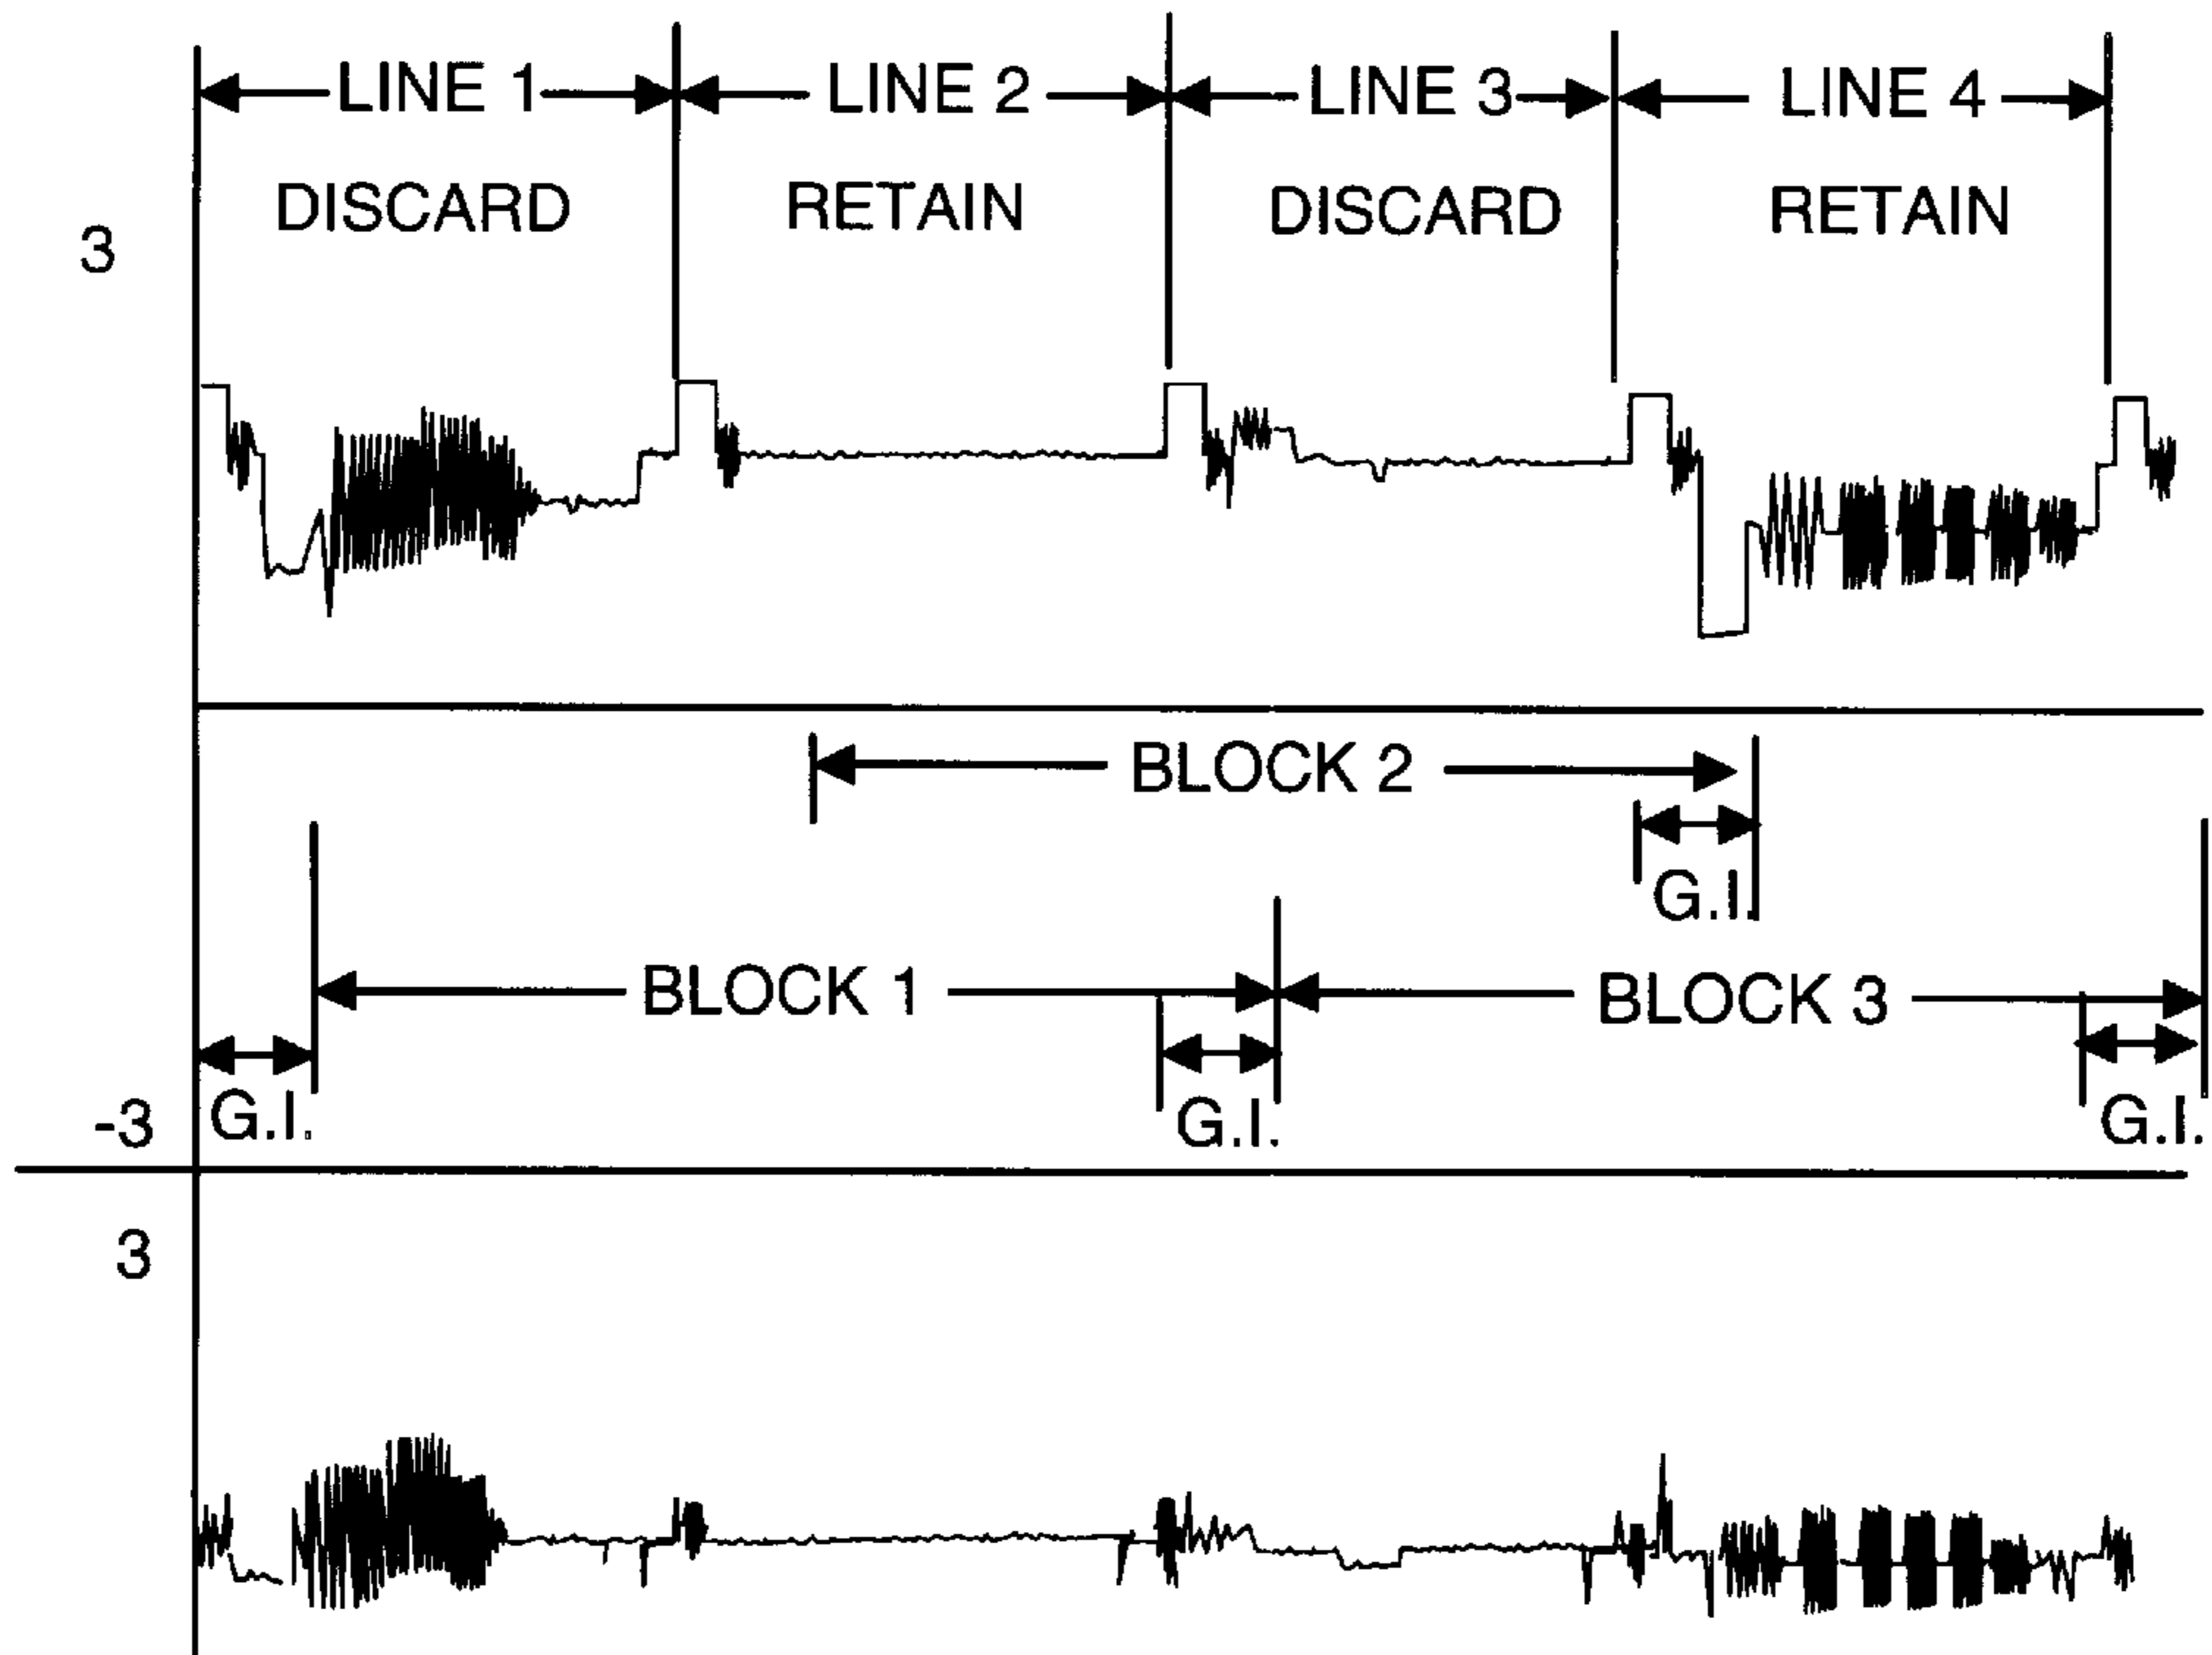 LINE 1 LINE 2 LINE 3 LINE 4
DISCARD RETAIN DISCARD RETAIN
3
BLOCK 2
G.I.
BLOCK 1 BLOCK 3
-3 G.I. G.I. G.I.
3